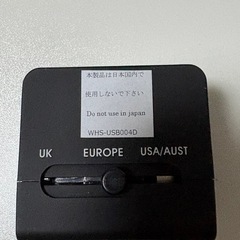 本製品は日本国内で
使用しないで下さい
Do not use in japan
WHS-USB004D
UK EUROPE USA/AUST